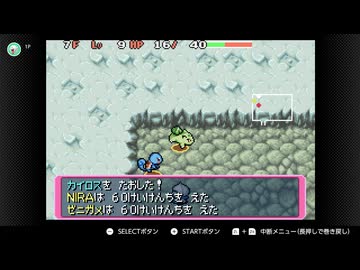 1P
7F Lv 9 HP 16/ 40
カイロスを たおした!
NIRAは 60けいけんちを えた
ゼニガメは 60けいけんちを えた
SELECTボタン STARTボタン 中断メニュー(長押しで巻き戻し)